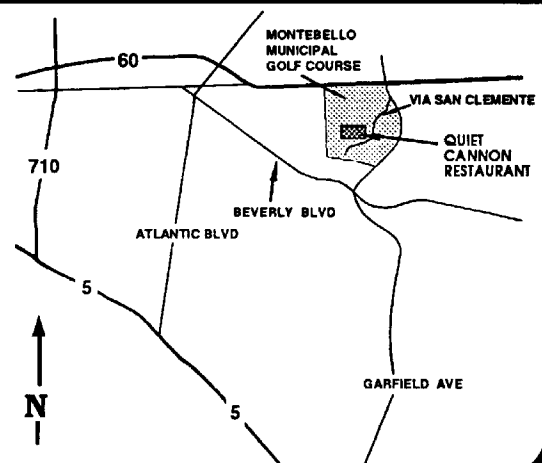 MONTEBELLO
MUNICIPAL
GOLF COURSE
60
VIA SAN CLEMENTE
QUIET
CANNON
RESTAURANT
710
BEVERLY BLVD
ATLANTIC BLVD
5
N
GARFIELD AVE
5